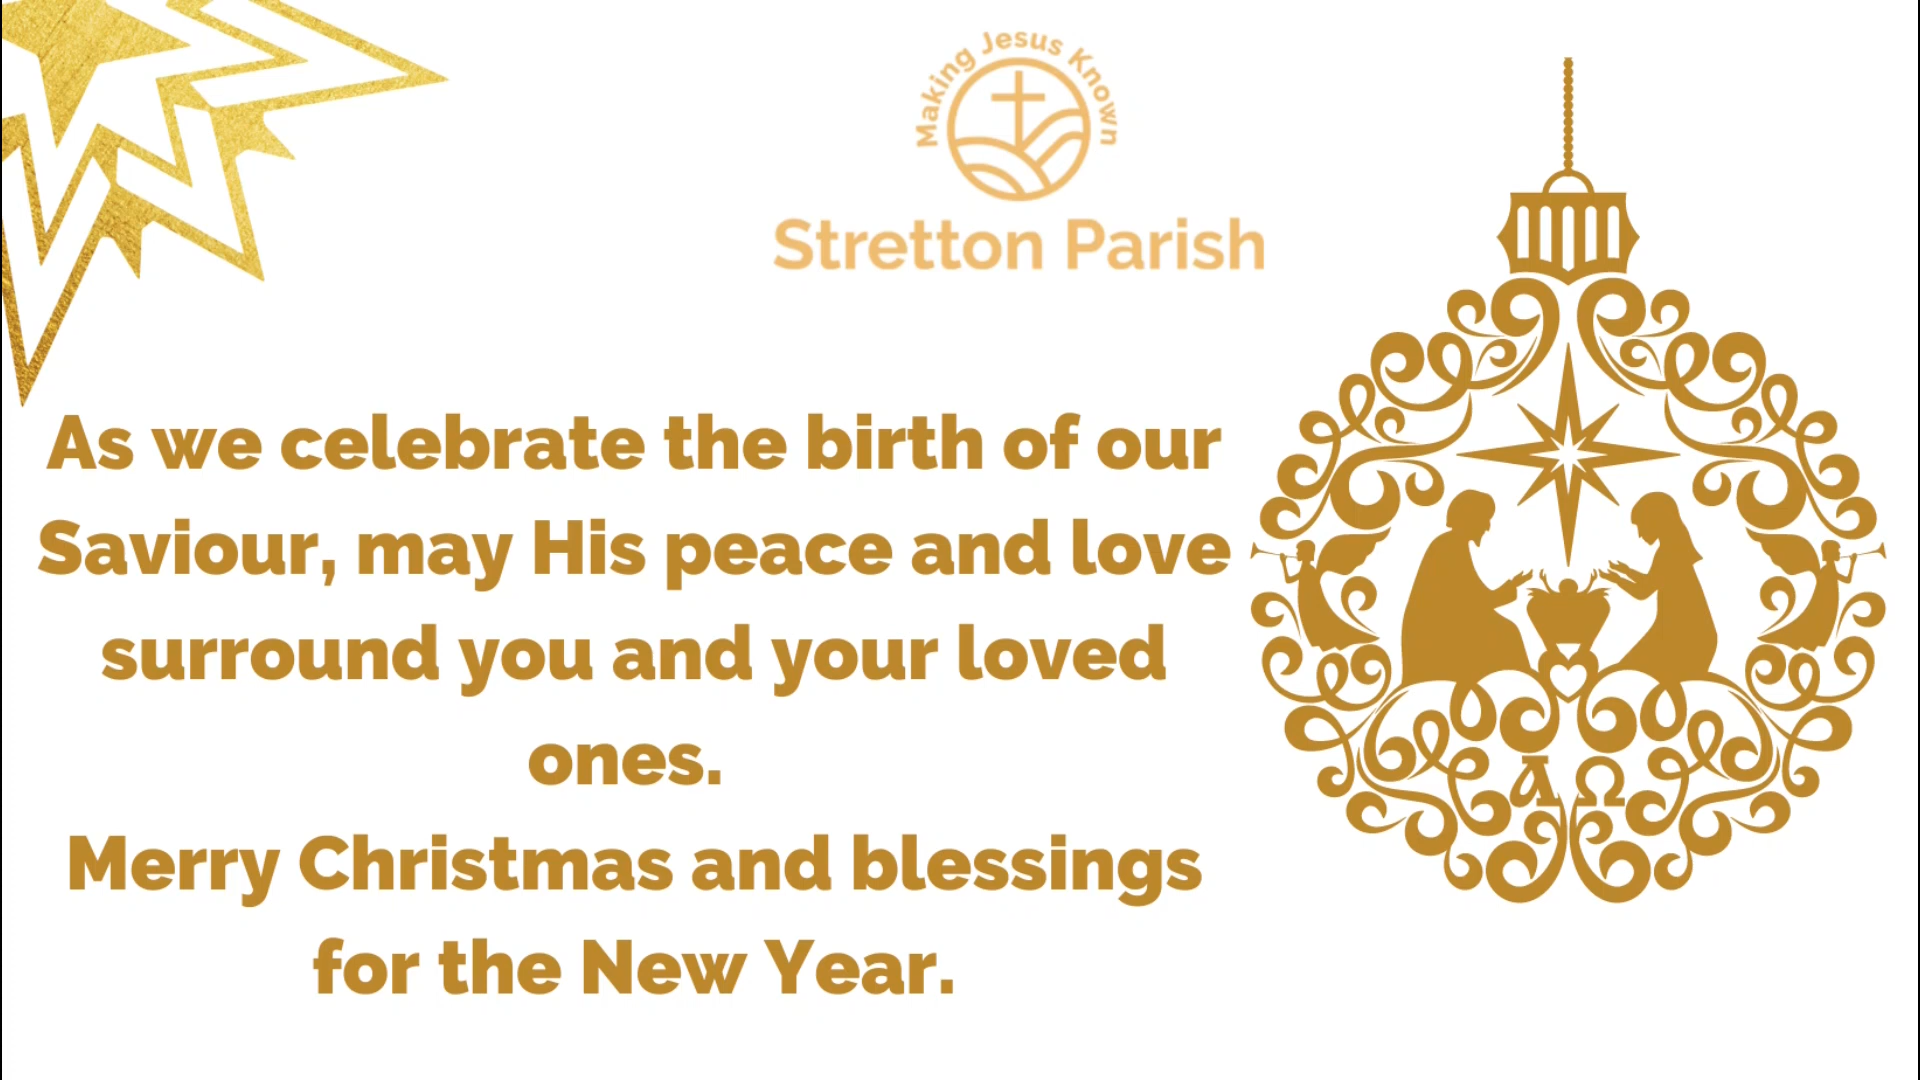 Making Jesus Known
Stretton Parish
As we celebrate the birth of our
Saviour, may His peace and love
surround you and your loved
ones.
Merry Christmas and blessings
for the New Year.
Α Ω